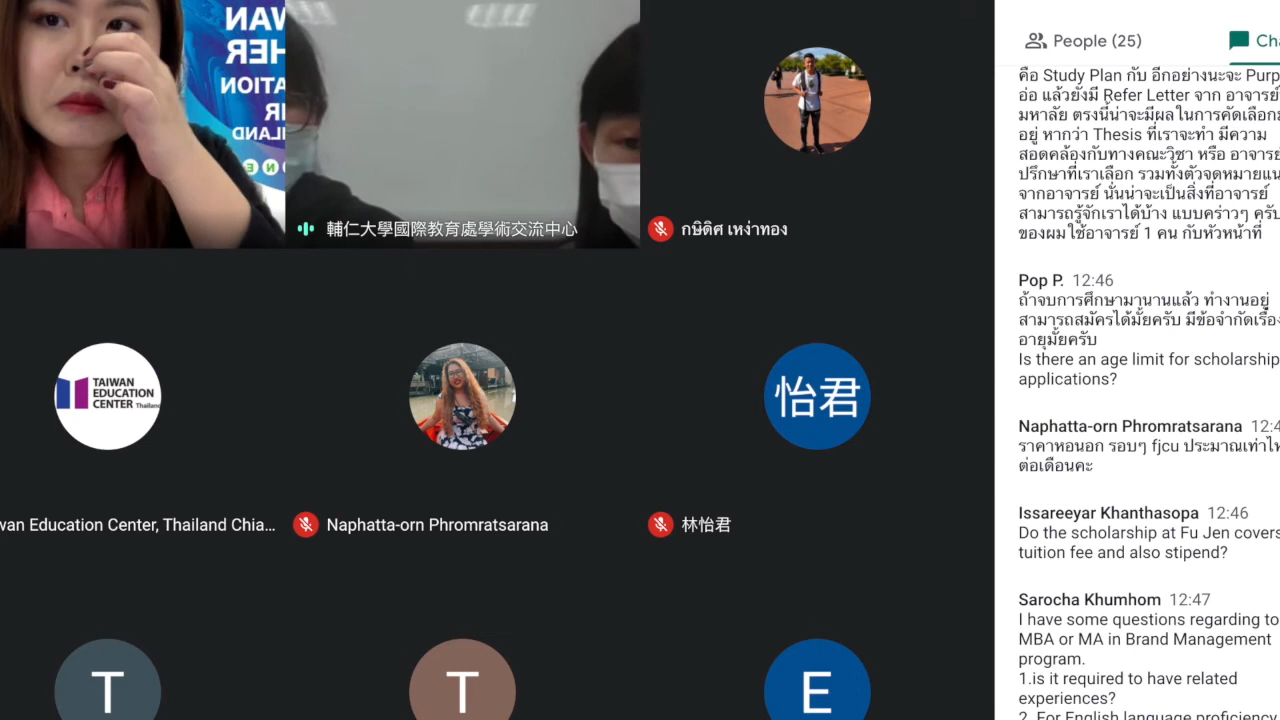 輔仁大學國際教育處學術交流中心
กษิดิศ เหง่าทอง
TAIWAN
EDUCATION
CENTER Thailand
怡君
wan Education Center, Thailand Chia...
Naphatta-orn Phromratsarana
林怡君
T
T
E
People (25)
Cha
คือ Study Plan กับ อีกอย่างนะจะ Purp
อ่อ แล้วยังมี Refer Letter จาก อาจารย์
มหาลัย ตรงนี้น่าจะมีผลในการคัดเลือก
อยู่ หากว่า Thesis ที่เราจะทำ มีความ
สอดคล้องกับทางคณะวิชา หรือ อาจารย์
ปรึกษาที่เราเลือก รวมทั้งตัวจดหมายแน
จากอาจารย์ นั่นน่าจะเป็นสิ่งที่อาจารย์
สามารถรู้จักเราได้บ้าง แบบคร่าวๆ ครับ
ของผมใช้อาจารย์ 1 คน กับหัวหน้าที่
Pop P. 12:46
ถ้าจบการศึกษามานานแล้ว ทำงานอยู่
สามารถสมัครได้มั้ยครับ มีข้อจำกัดเรื่อง
อายุมั้ยครับ
Is there an age limit for scholarship
applications?
Naphatta-orn Phromratsarana 12:4
ราคาหอนอก รอบๆ fjcu ประมาณเท่าไห
ต่อเดือนคะ
Issareeyar Khanthasopa 12:46
Do the scholarship at Fu Jen covers
tuition fee and also stipend?
Sarocha Khumhom 12:47
I have some questions regarding to
MBA or MA in Brand Management
program.
1.is it required to have related
experiences?
2. For English language proficiency